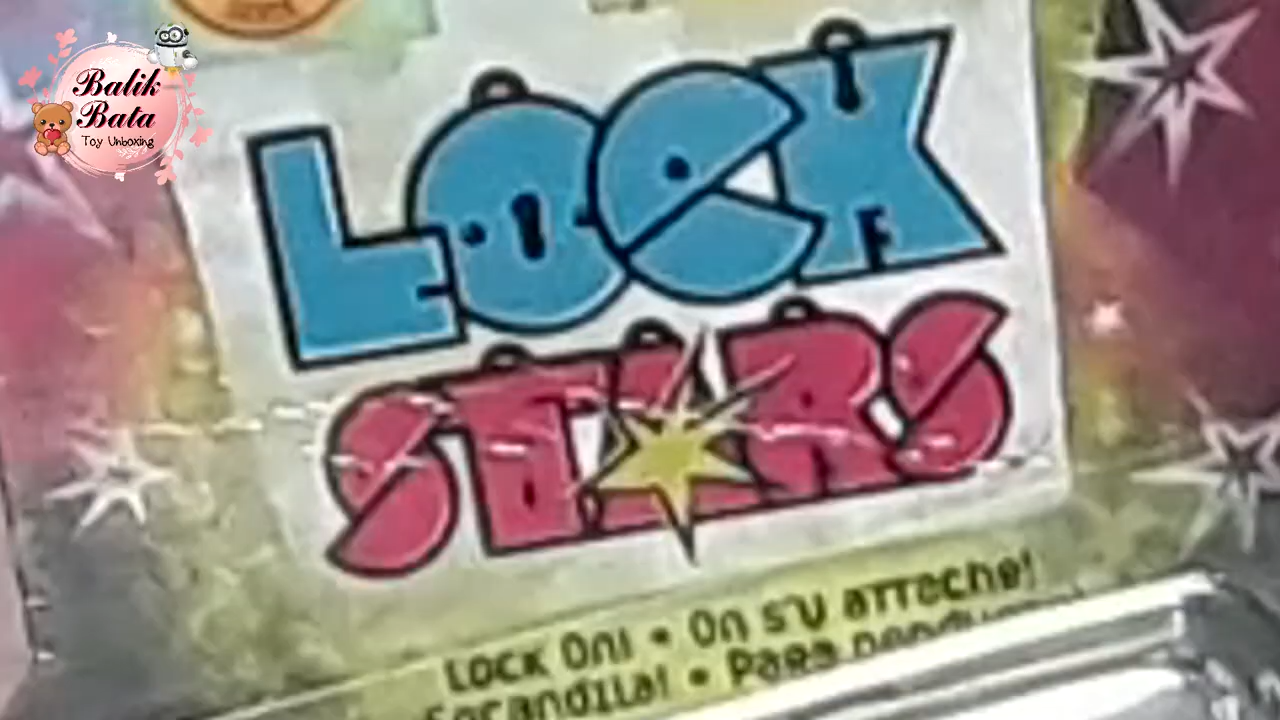 Balik
Bata
Toy Unboxing
LOCK
STARS
LOCK ON! • ON S'Y ATTACHE!
• PARA